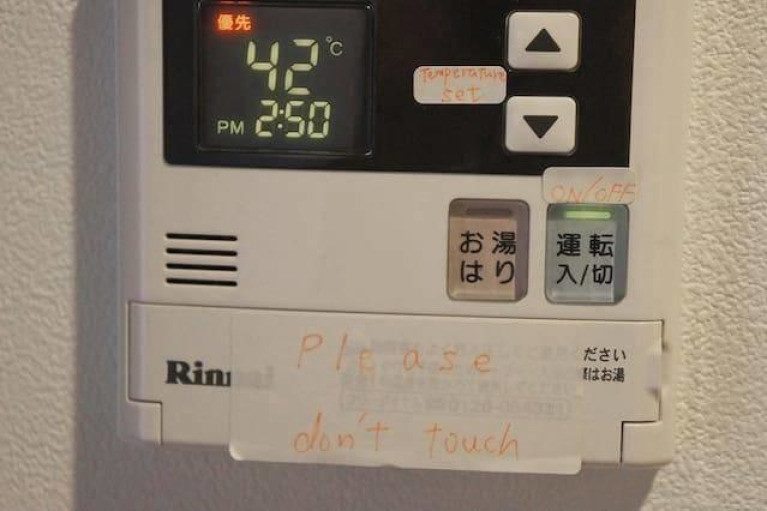 優先
42°C
PM 2:50
Temperature
set
▲
▼
ON/OFF
お湯
はり
運転
入/切
Please
ださい
Rinnai
はお湯
don't touch